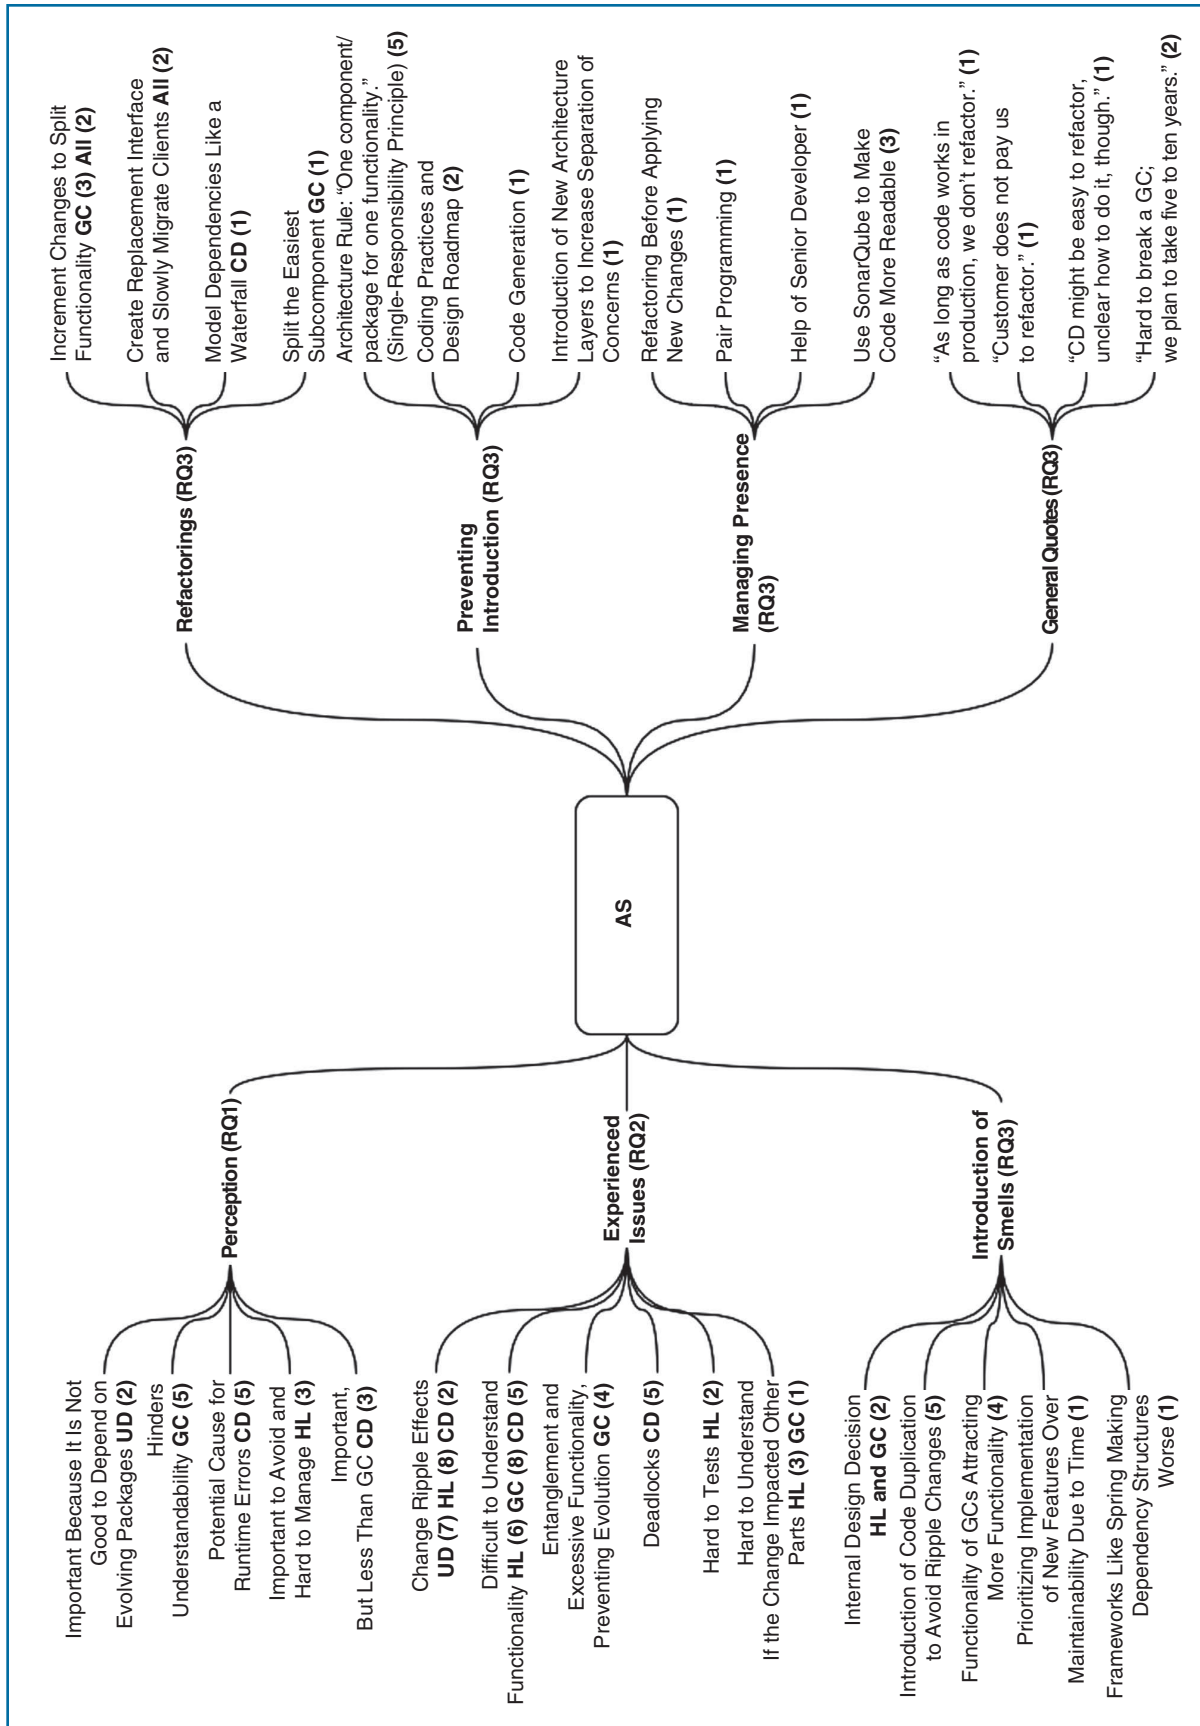 Important Because It Is Not
Good to Depend on
Evolving Packages UD (2)
Hinders
Understandability GC (5)
Potential Cause for
Runtime Errors CD (5)
Important to Avoid and
Hard to Manage HL (3)
Important,
But Less Than GC CD (3)
Perception (RQ1)
Change Ripple Effects
UD (7) HL (8) CD (2)
Difficult to Understand
Functionality HL (6) GC (8) CD (5)
Entanglement and
Excessive Functionality,
Preventing Evolution GC (4)
Deadlocks CD (5)
Hard to Tests HL (2)
Hard to Understand
If the Change Impacted Other
Parts HL (3) GC (1)
Experienced
Issues (RQ2)
Internal Design Decision
HL and GC (2)
Introduction of Code Duplication
to Avoid Ripple Changes (5)
Functionality of GCs Attracting
More Functionality (4)
Prioritizing Implementation
of New Features Over
Maintainability Due to Time (1)
Frameworks Like Spring Making
Dependency Structures
Worse (1)
Introduction of
Smells (RQ3)
AS
Refactorings (RQ3)
Increment Changes to Split
Functionality GC (3) All (2)
Create Replacement Interface
and Slowly Migrate Clients All (2)
Model Dependencies Like a
Waterfall CD (1)
Split the Easiest
Subcomponent GC (1)
Preventing
Introduction (RQ3)
Architecture Rule: “One component/
package for one functionality.”
(Single-Responsibility Principle) (5)
Coding Practices and
Design Roadmap (2)
Code Generation (1)
Introduction of New Architecture
Layers to Increase Separation of
Concerns (1)
Managing Presence
(RQ3)
Refactoring Before Applying
New Changes (1)
Pair Programming (1)
Help of Senior Developer (1)
Use SonarQube to Make
Code More Readable (3)
General Quotes (RQ3)
“As long as code works in
production, we don’t refactor.” (1)
“Customer does not pay us
to refactor.” (1)
“CD might be easy to refactor,
unclear how to do it, though.” (1)
“Hard to break a GC;
we plan to take five to ten years.” (2)